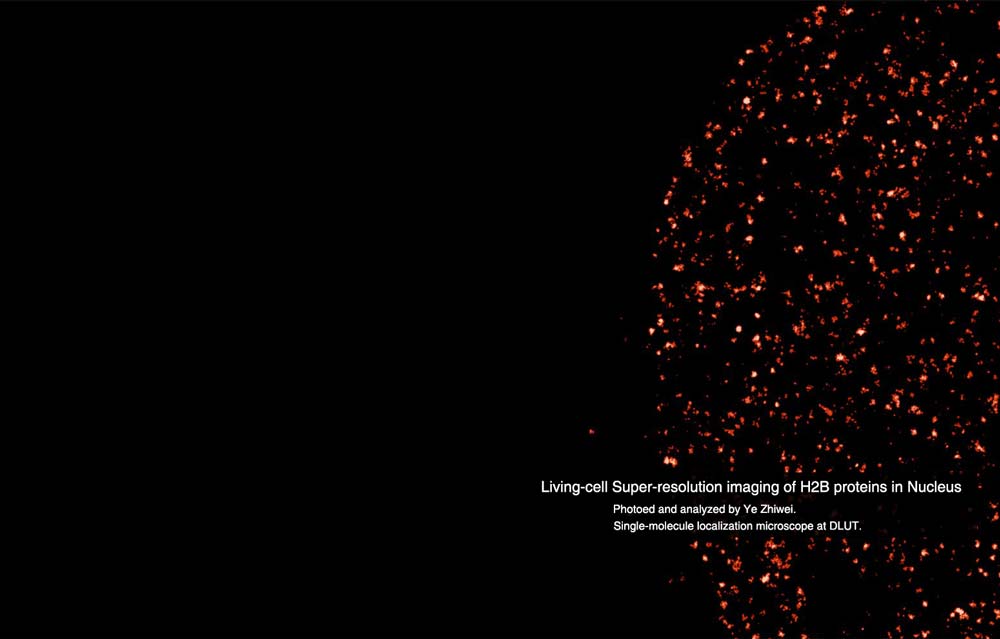 Living-cell Super-resolution imaging of H2B proteins in Nucleus
Photoed and analyzed by Ye Zhiwei.
Single-molecule localization microscope at DLUT.